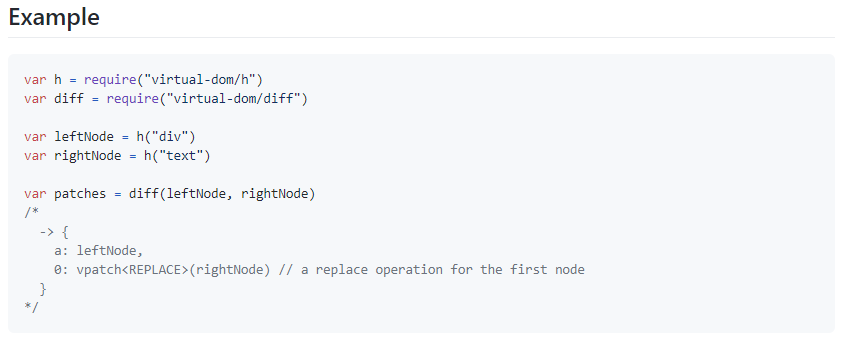 Example
var h = require("virtual-dom/h")
var diff = require("virtual-dom/diff")
var leftNode = h("div")
var rightNode = h("text")
var patches = diff(leftNode, rightNode)
/*
  -> {
    a: leftNode,
    0: vpatch<REPLACE>(rightNode) // a replace operation for the first node
  }
*/